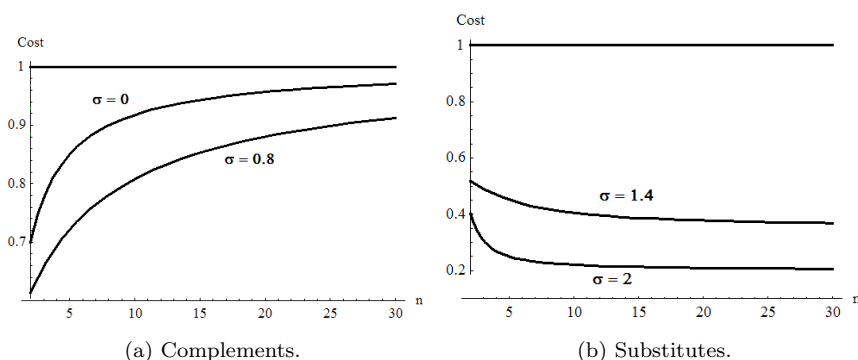 Cost
1
0.9
0.8
0.7
σ = 0
σ = 0.8
5
10
15
20
25
30
n
(a) Complements.
Cost
1
0.8
0.6
0.4
0.2
σ = 1.4
σ = 2
5
10
15
20
25
30
n
(b) Substitutes.